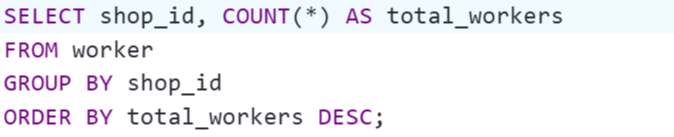 SELECT shop_id, COUNT(*) AS total_workers
FROM worker
GROUP BY shop_id
ORDER BY total_workers DESC;